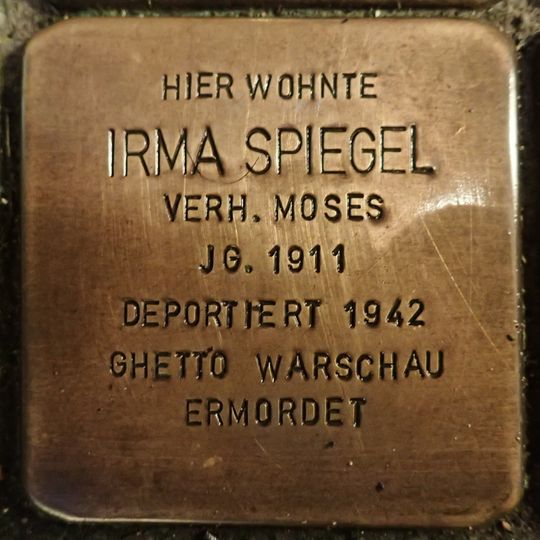 HIER WOHNTE
IRMA SPIEGEL
VERH. MOSES
JG. 1911
DEPORTIERT 1942
GHETTO WARSCHAU
ERMORDET